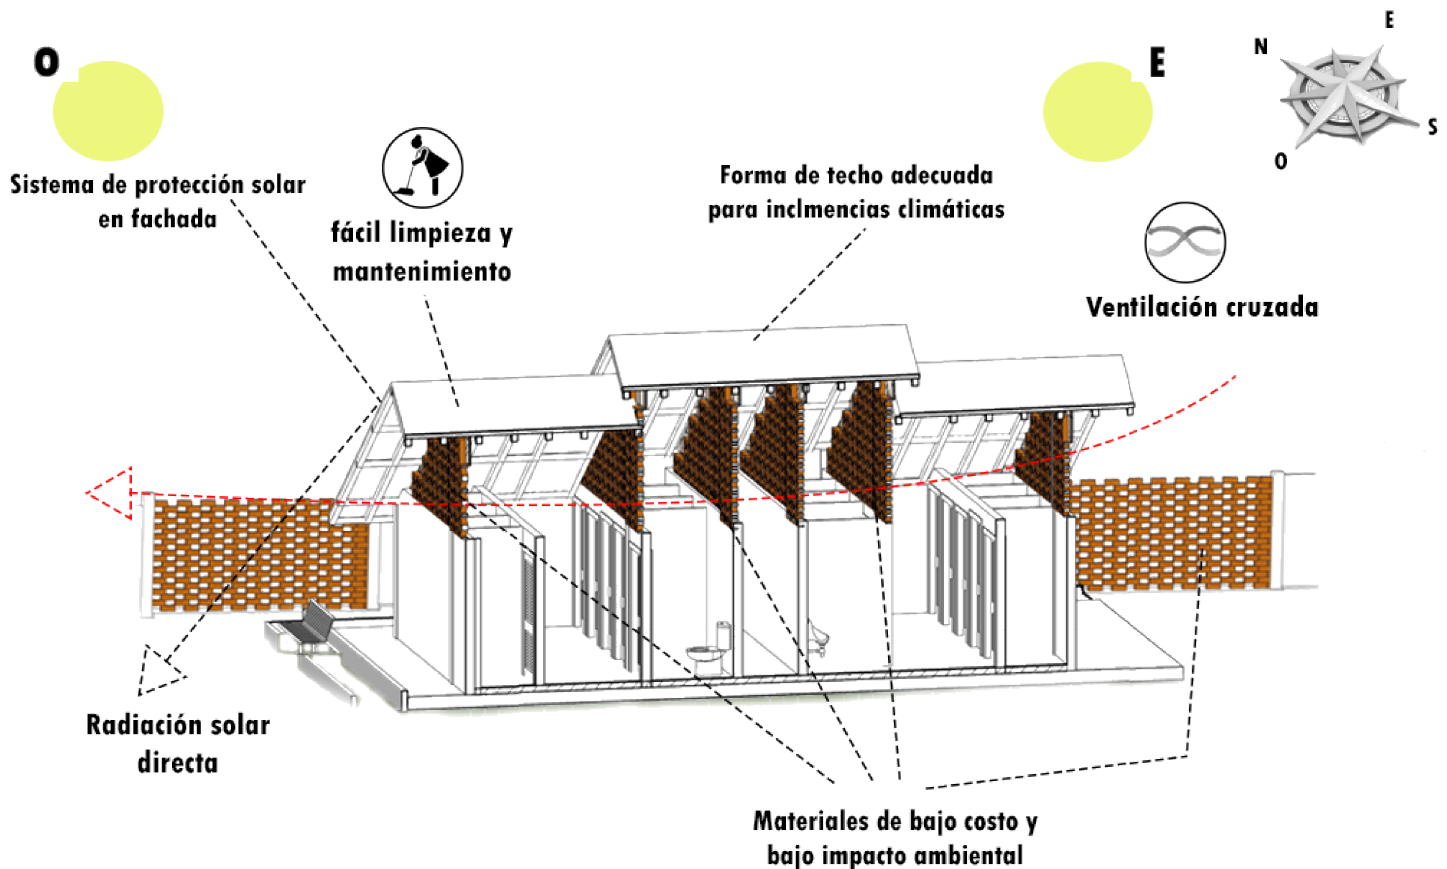 O
E
E
N
S
O
Sistema de protección solar
en fachada
fácil limpieza y
mantenimiento
Forma de techo adecuada
para inclmencias climáticas
Ventilación cruzada
Radiación solar
directa
Materiales de bajo costo y
bajo impacto ambiental